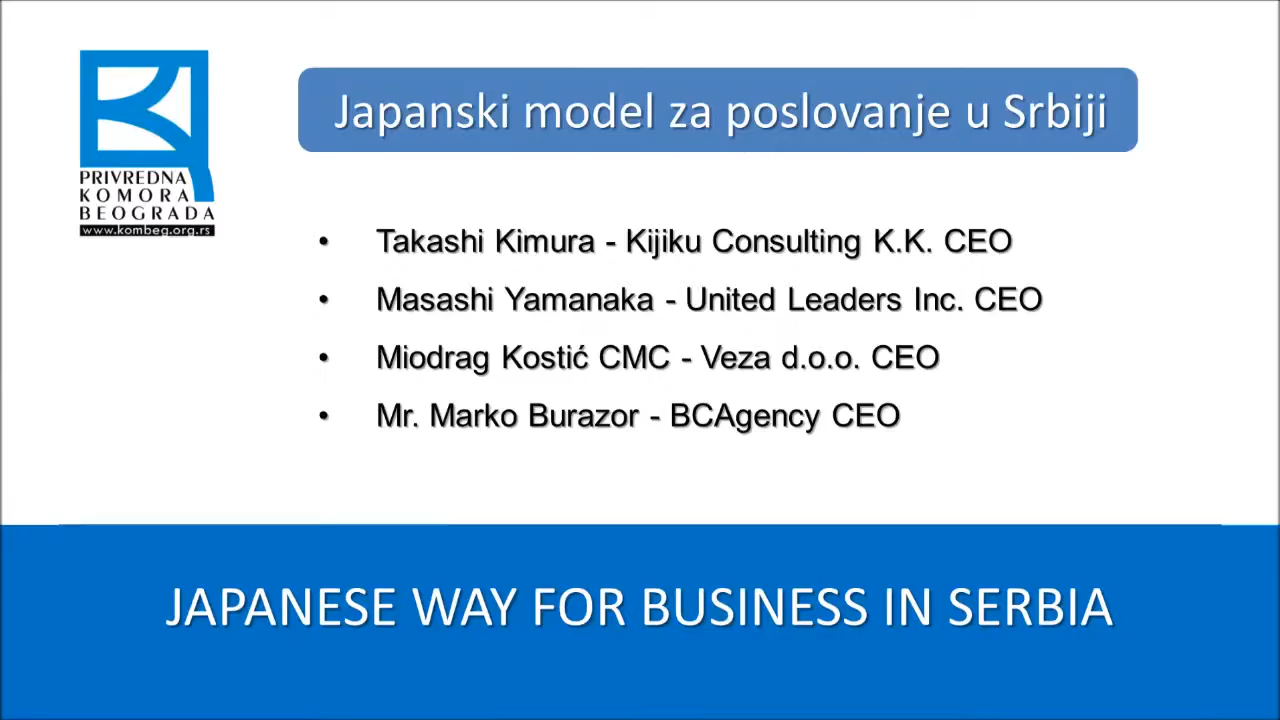 PRIVREDNA
KOMORA
BEOGRADA
www.kombeg.org.rs
Japanski model za poslovanje u Srbiji
• Takashi Kimura - Kijiku Consulting K.K. CEO
• Masashi Yamanaka - United Leaders Inc. CEO
• Miodrag Kostić CMC - Veza d.o.o. CEO
• Mr. Marko Burazor - BCAgency CEO
JAPANESE WAY FOR BUSINESS IN SERBIA